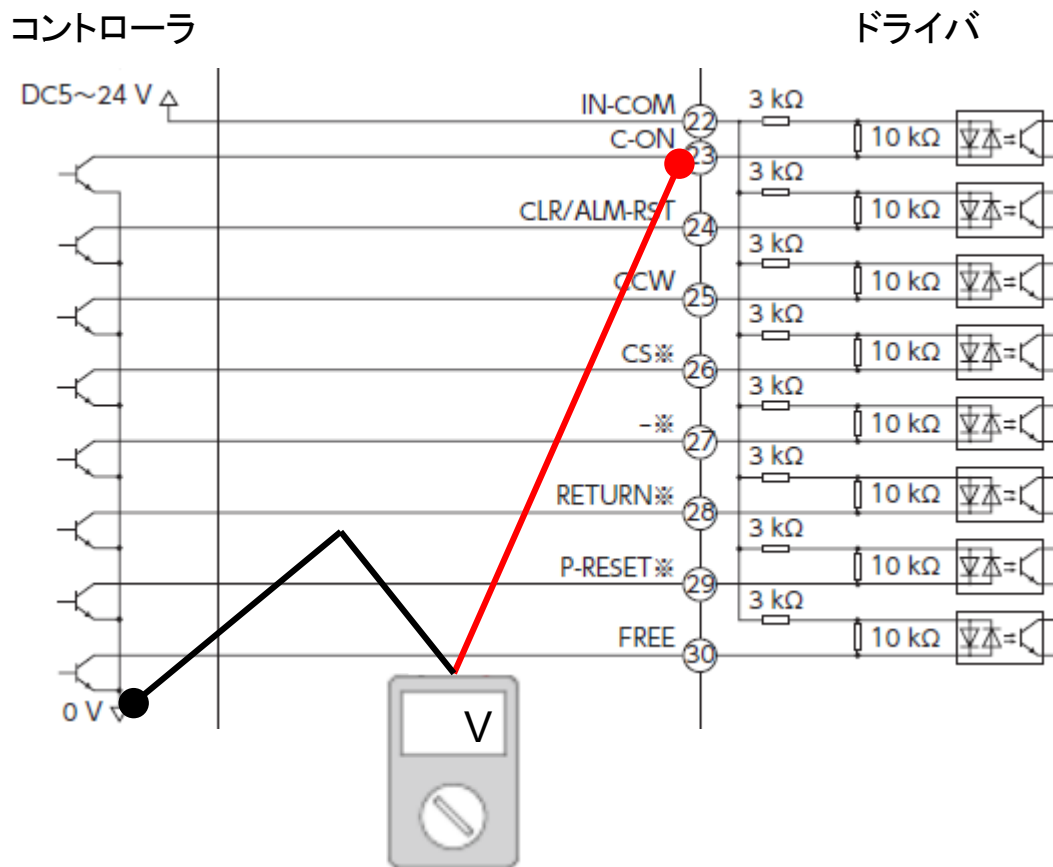 コントローラ
ドライバ
DC5~24 V
IN-COM
22
3 kΩ
10 kΩ
C-ON
23
3 kΩ
10 kΩ
CLR/ALM-RST
24
3 kΩ
10 kΩ
CCW
25
3 kΩ
10 kΩ
CS※
26
3 kΩ
10 kΩ
-※
27
3 kΩ
10 kΩ
RETURN※
28
3 kΩ
10 kΩ
P-RESET※
29
3 kΩ
10 kΩ
FREE
30
0 V
V